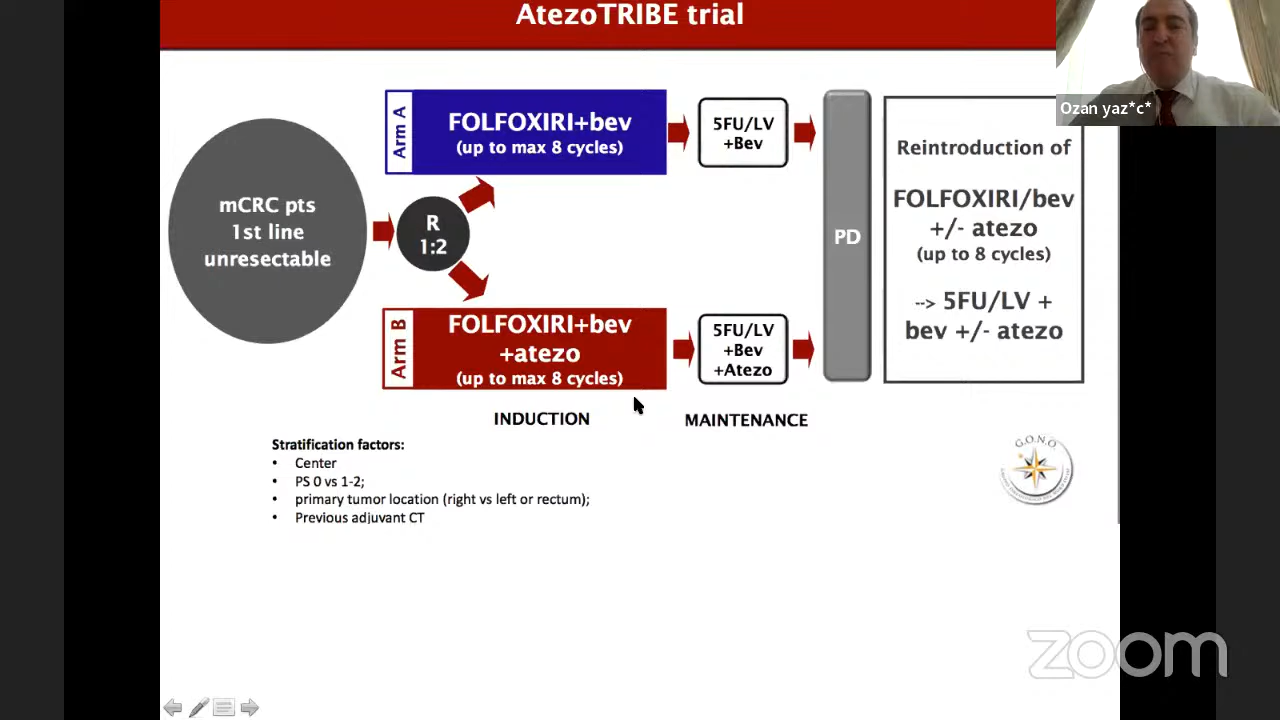 AtezoTRIBE trial
Ozan yaz*c*
mCRC pts
1st line
unresectable
R
1:2
Arm A
FOLFOXIRI+bev
(up to max 8 cycles)
5FU/LV
+Bev
Arm B
FOLFOXIRI+bev
+atezo
(up to max 8 cycles)
5FU/LV
+Bev
+Atezo
PD
Reintroduction of
FOLFOXIRI/bev
+/- atezo
(up to 8 cycles)
--> 5FU/LV +
bev +/- atezo
INDUCTION
MAINTENANCE
Stratification factors:
• Center
• PS 0 vs 1-2;
• primary tumor location (right vs left or rectum);
• Previous adjuvant CT
G.O.N.O.
zoom